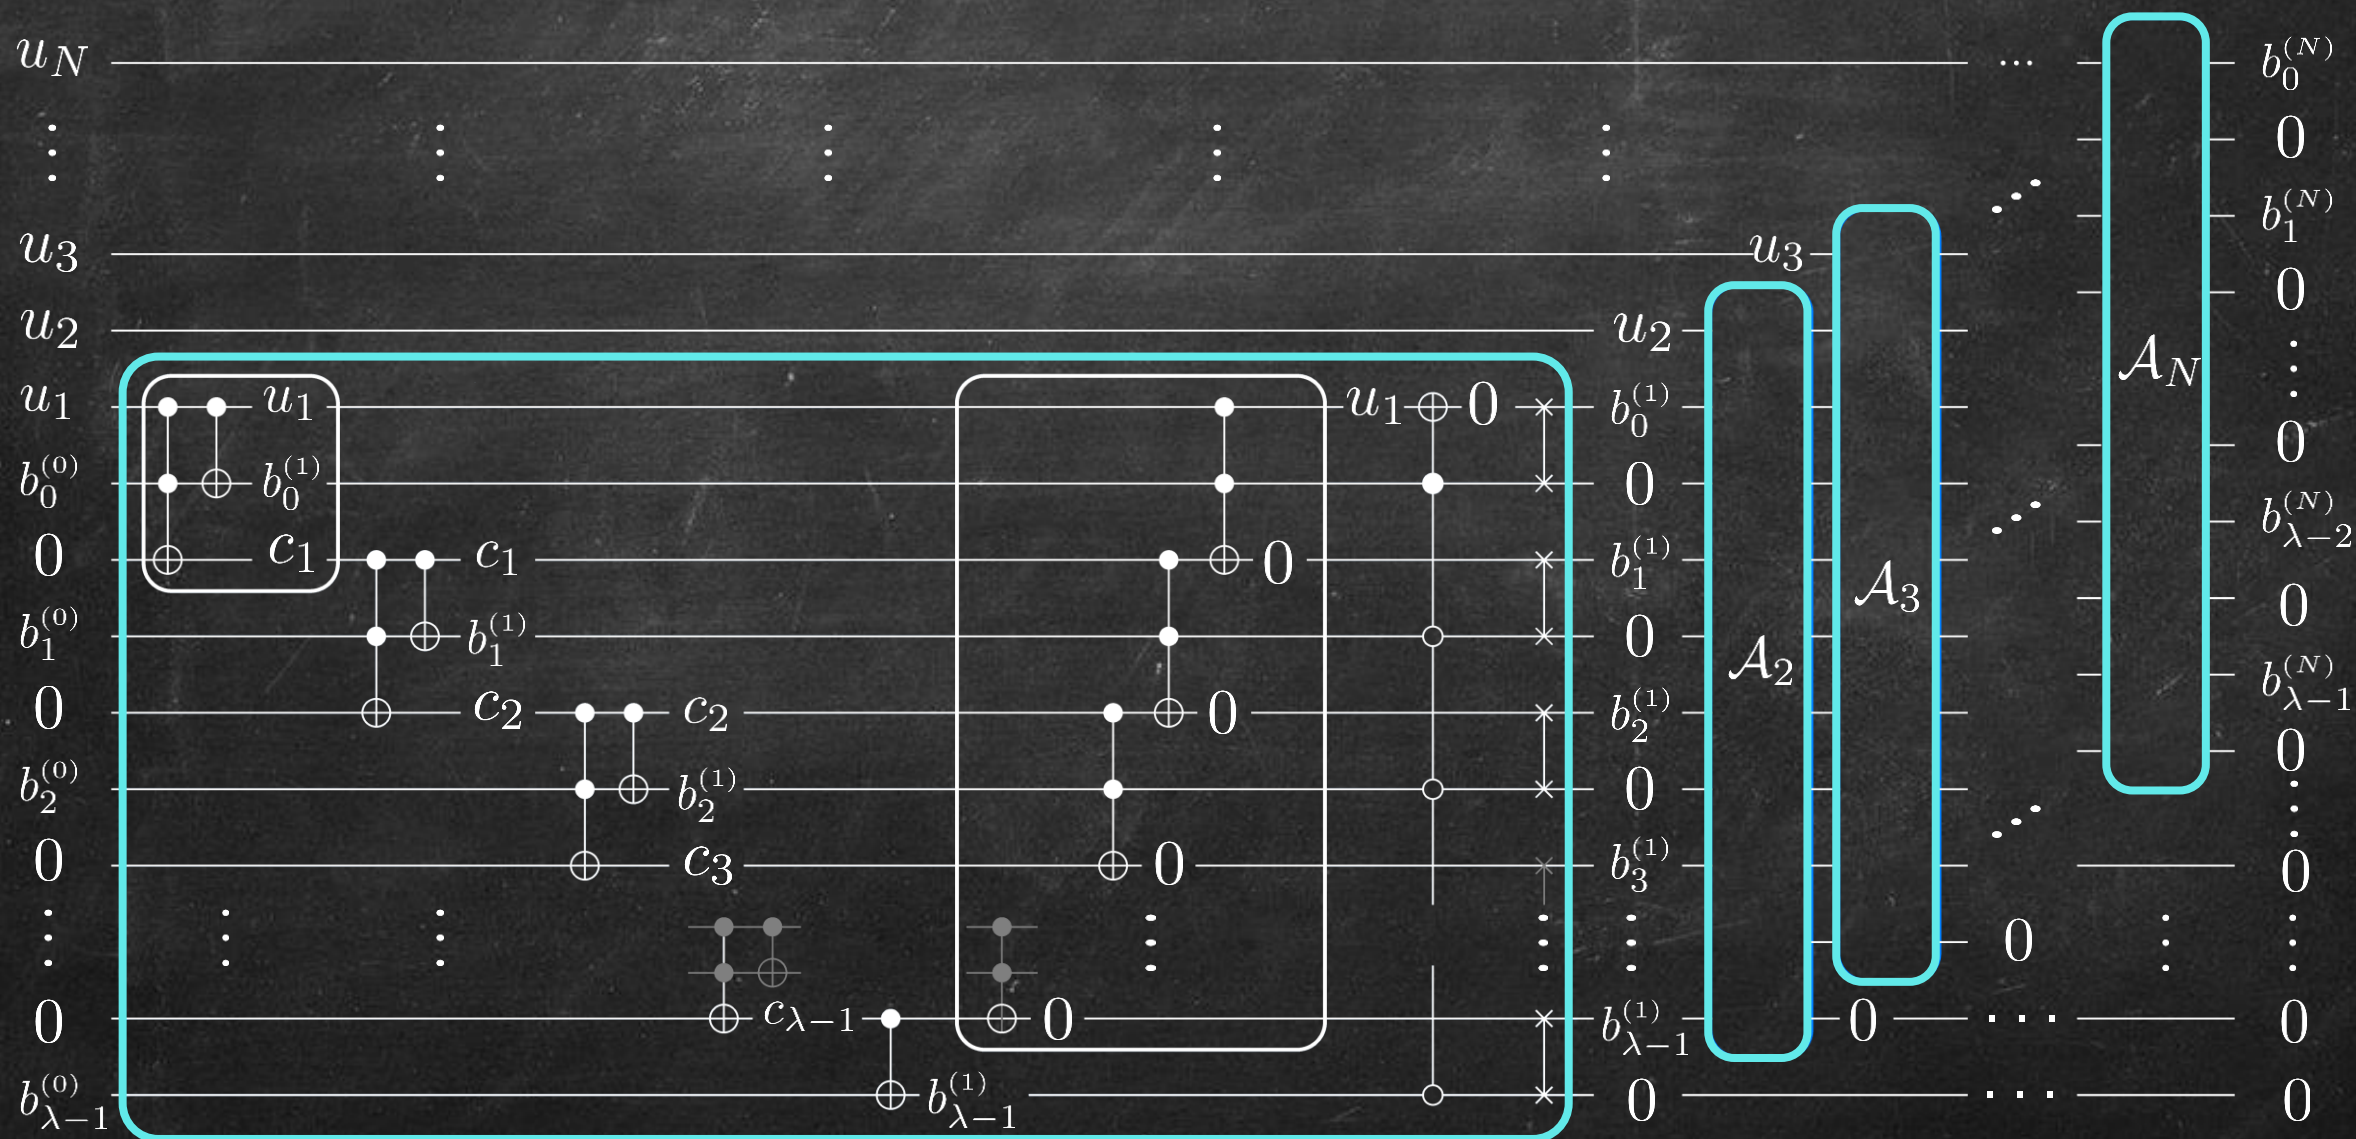 u_N ... b_0^{(N)}
0
b_1^{(N)}
u_3 u_3
0
u_2 u_2
A_N
u_1 u_1 u_1 0 b_0^{(1)}
b_0^{(0)} b_0^{(1)} 0 0
0 c_1 c_1 0 b_1^{(1)} b_{λ-2}^{(N)}
A_3
b_1^{(0)} b_1^{(1)} 0 0
A_2
0 c_2 c_2 0 b_2^{(1)} b_{λ-1}^{(N)}
b_2^{(0)} b_2^{(1)} 0 0
0 c_3 0 b_3^{(1)} 0
0
0 c_{λ-1} 0 b_{λ-1}^{(1)} 0 ... 0
b_{λ-1}^{(0)} b_{λ-1}^{(1)} 0 ... 0